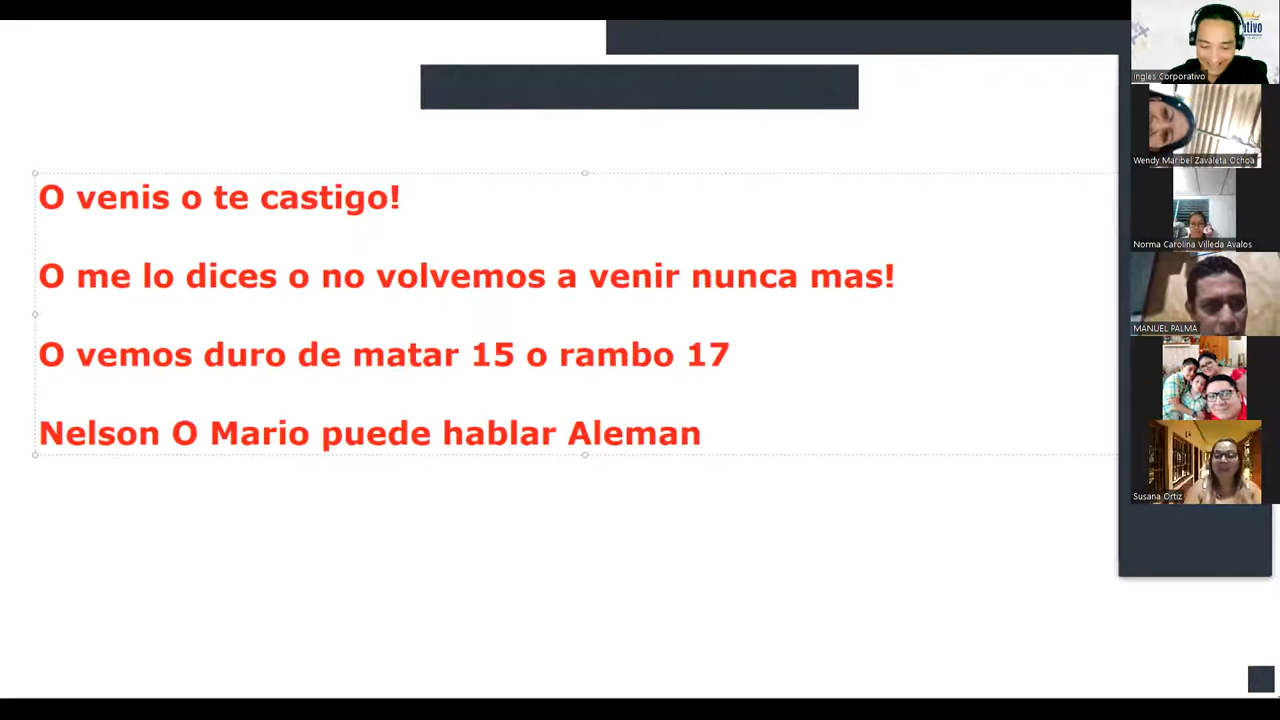 O venis o te castigo!
O me lo dices o no volvemos a venir nunca mas!
O vemos duro de matar 15 o rambo 17
Nelson O Mario puede hablar Aleman
Ingles Corporativo
Wendy Maribel Zavaleta Ochoa
Norma Carolina Villeda Avalos
MANUEL PALMA
Susana Ortiz